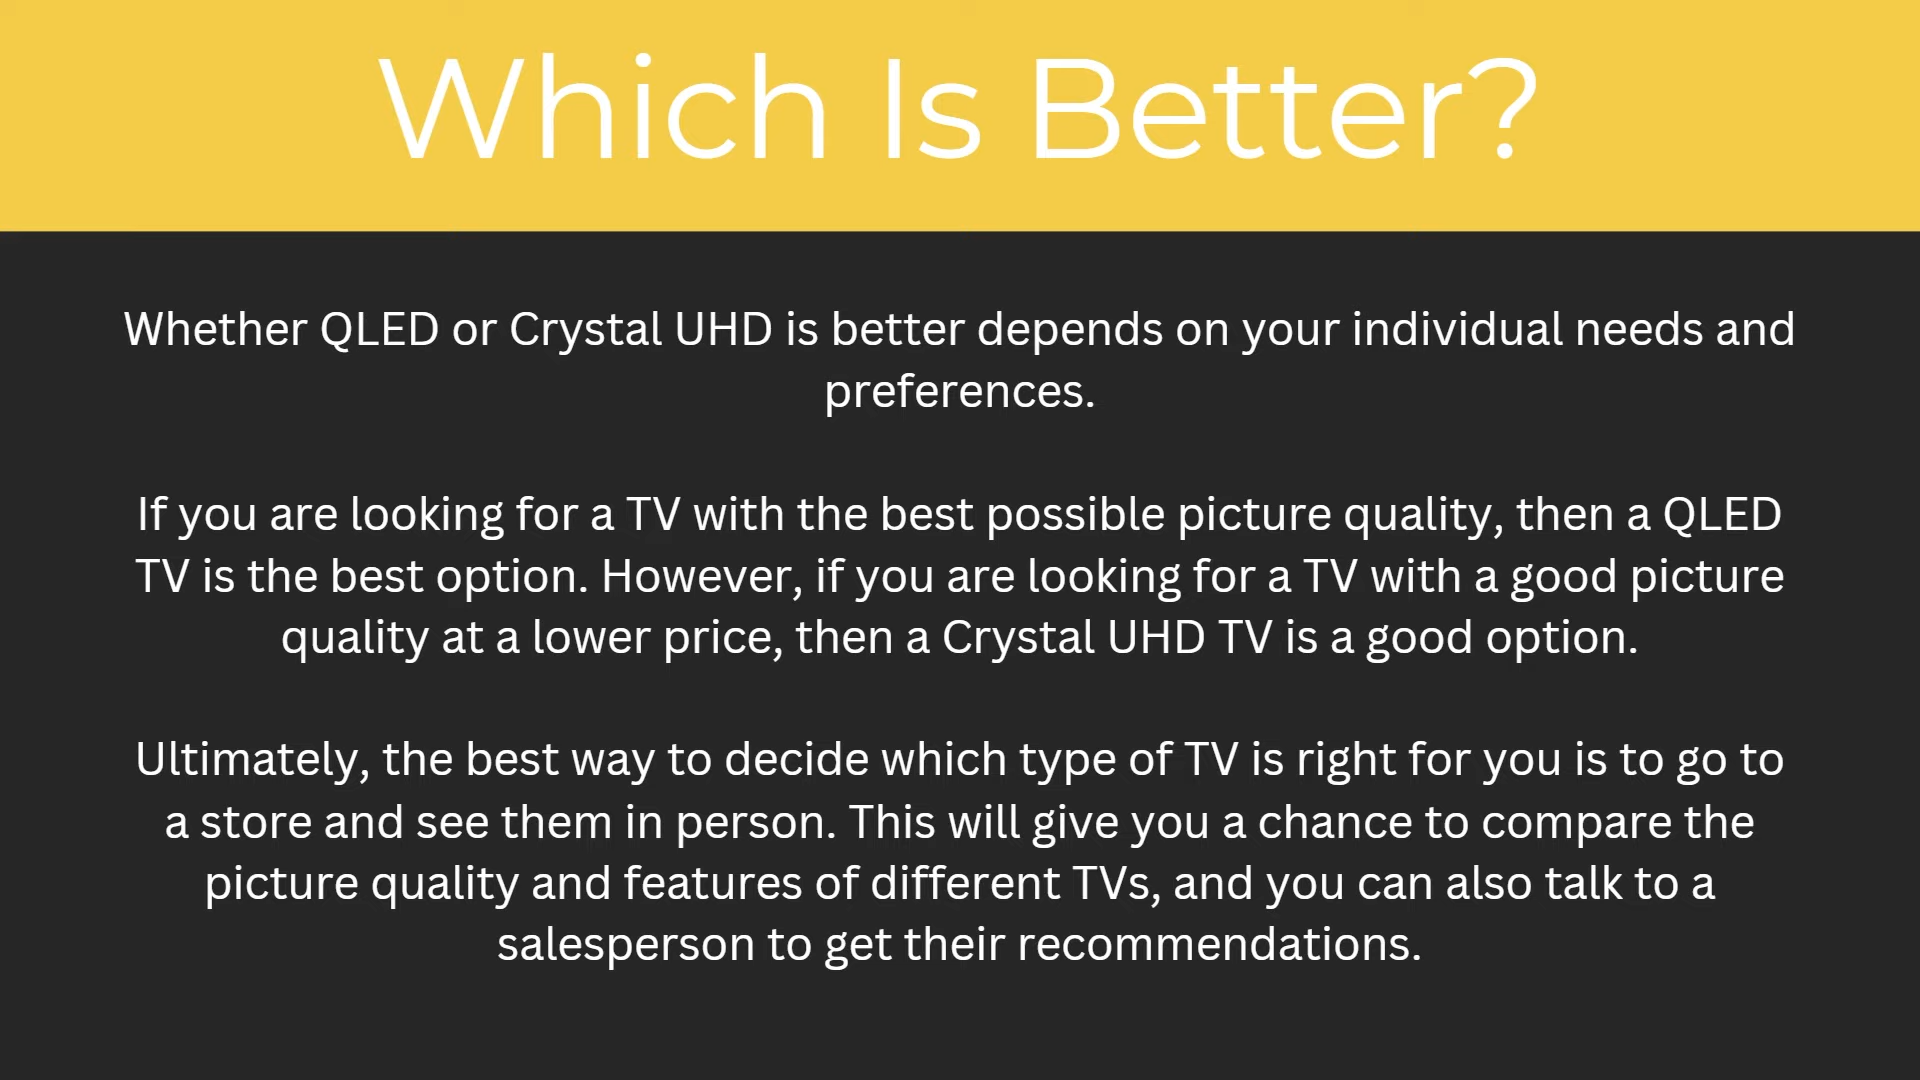 Which Is Better?
Whether QLED or Crystal UHD is better depends on your individual needs and
preferences.
If you are looking for a TV with the best possible picture quality, then a QLED
TV is the best option. However, if you are looking for a TV with a good picture
quality at a lower price, then a Crystal UHD TV is a good option.
Ultimately, the best way to decide which type of TV is right for you is to go to
a store and see them in person. This will give you a chance to compare the
picture quality and features of different TVs, and you can also talk to a
salesperson to get their recommendations.